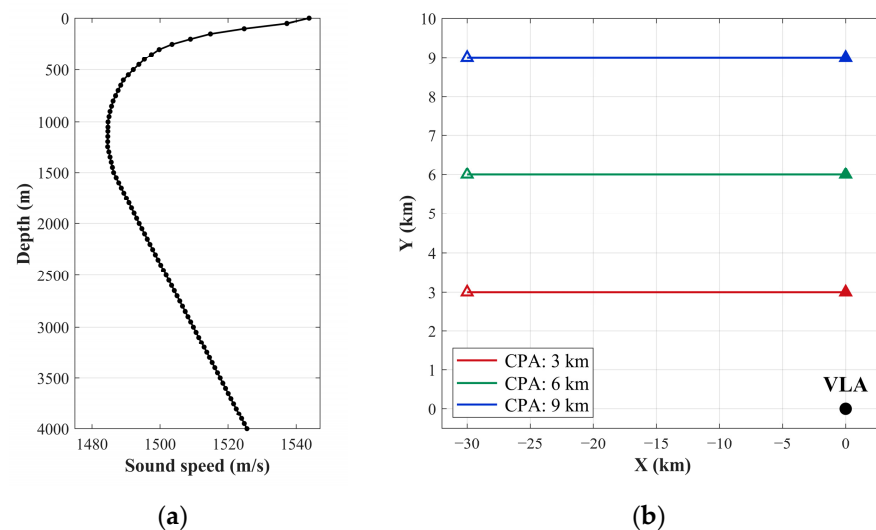 0
500
1000
1500
2000
2500
3000
3500
4000
Depth (m)
1480 1500 1520 1540
Sound speed (m/s)
(a)
10
9
8
7
6
5
4
3
2
1
0
Y (km)
CPA: 3 km
CPA: 6 km
CPA: 9 km
VLA
−30 −25 −20 −15 −10 −5 0
X (km)
(b)